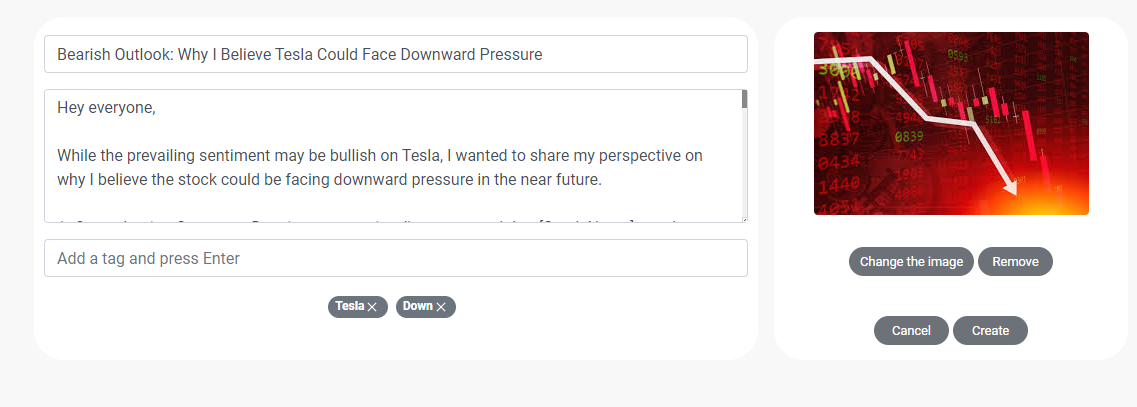 Bearish Outlook: Why I Believe Tesla Could Face Downward Pressure
Hey everyone,
While the prevailing sentiment may be bullish on Tesla, I wanted to share my perspective on
why I believe the stock could be facing downward pressure in the near future.
Add a tag and press Enter
Tesla
Down
0593
5102
0839
8837
0434
1440
Change the image
Remove
Cancel
Create